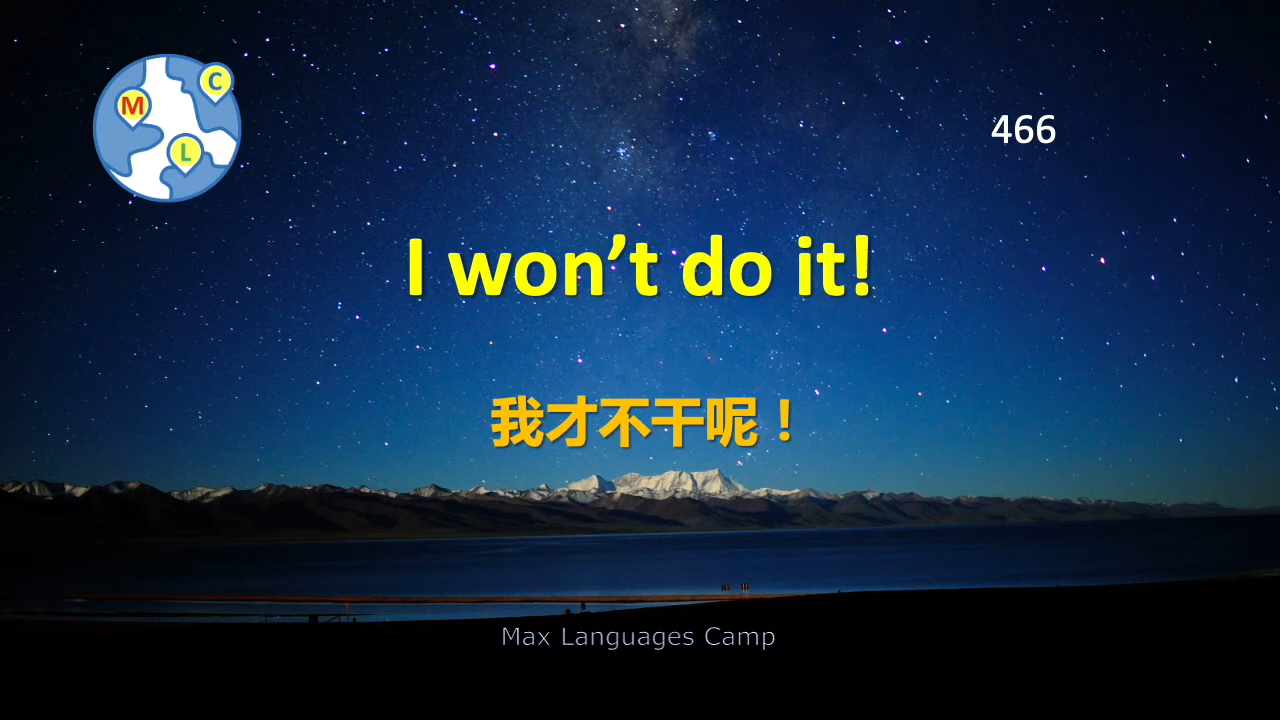 M
C
L
466
I won’t do it!
我才不干呢！
Max Languages Camp